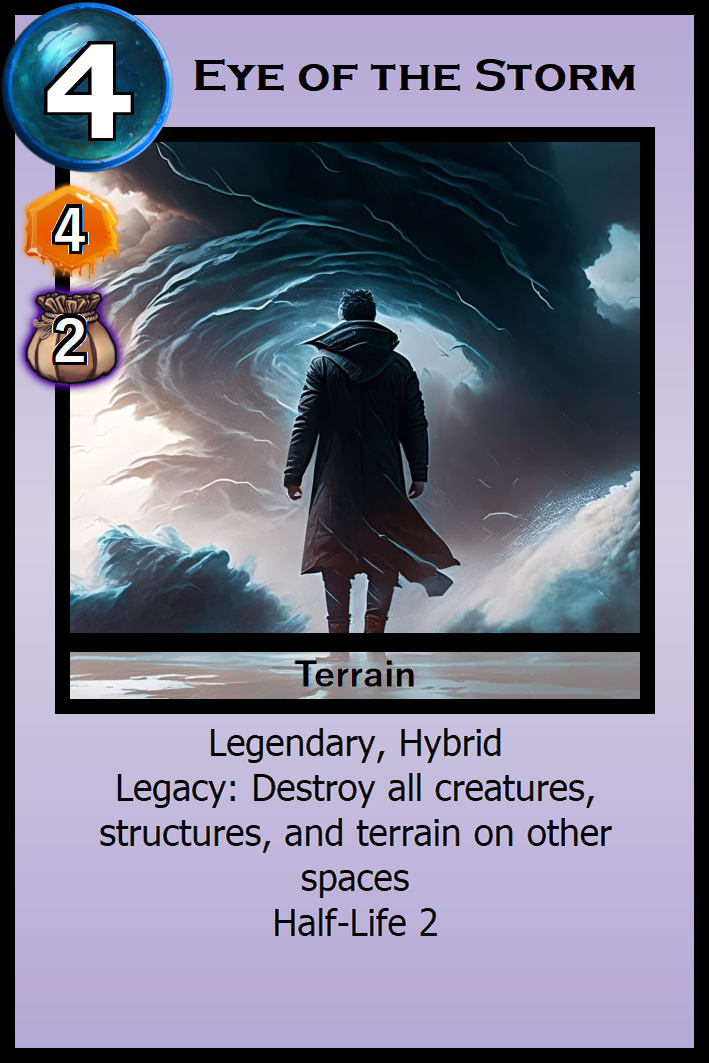 4
Eye of the Storm
4
2
Terrain
Legendary, Hybrid
Legacy: Destroy all creatures,
structures, and terrain on other
spaces
Half-Life 2